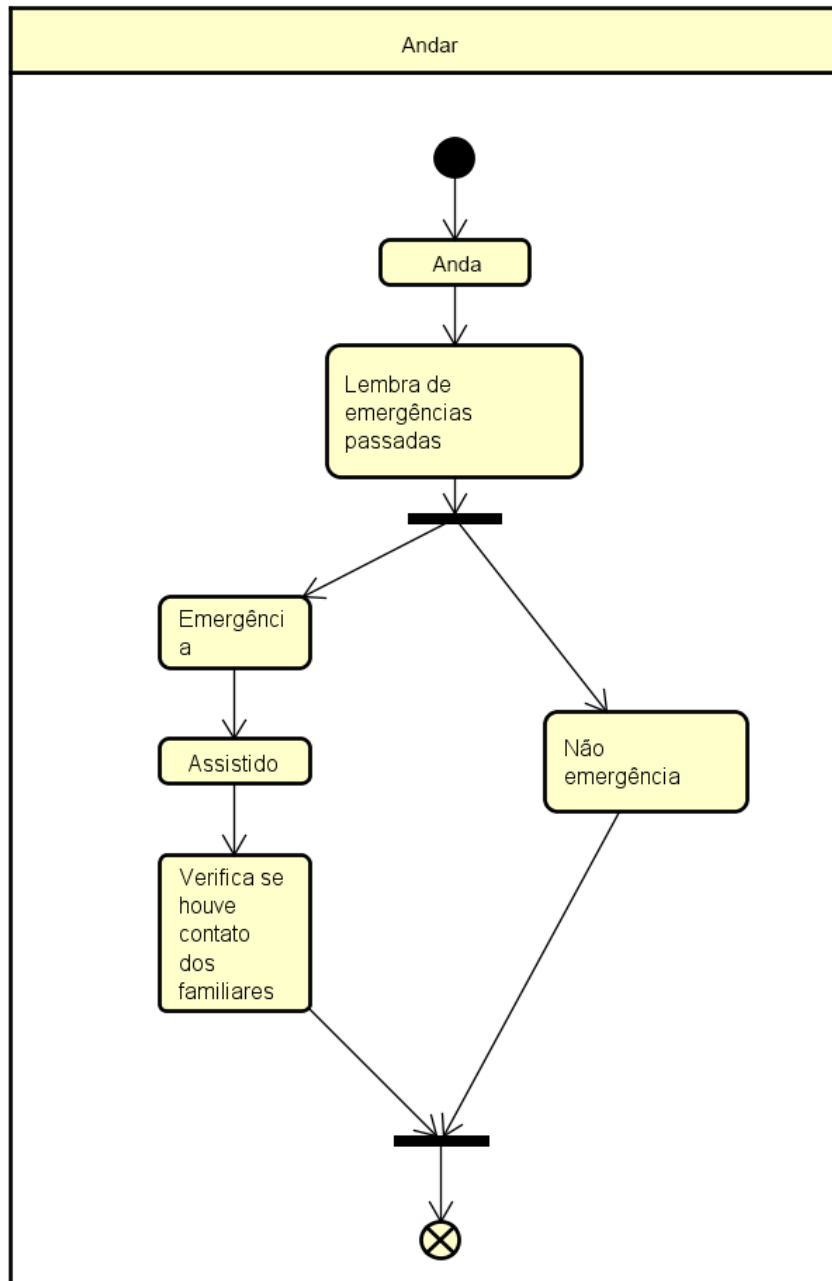 Andar
Anda
Lembra de
emergências
passadas
Emergênci
a
Assistido
Não
emergência
Verifica se
houve
contato
dos
familiares